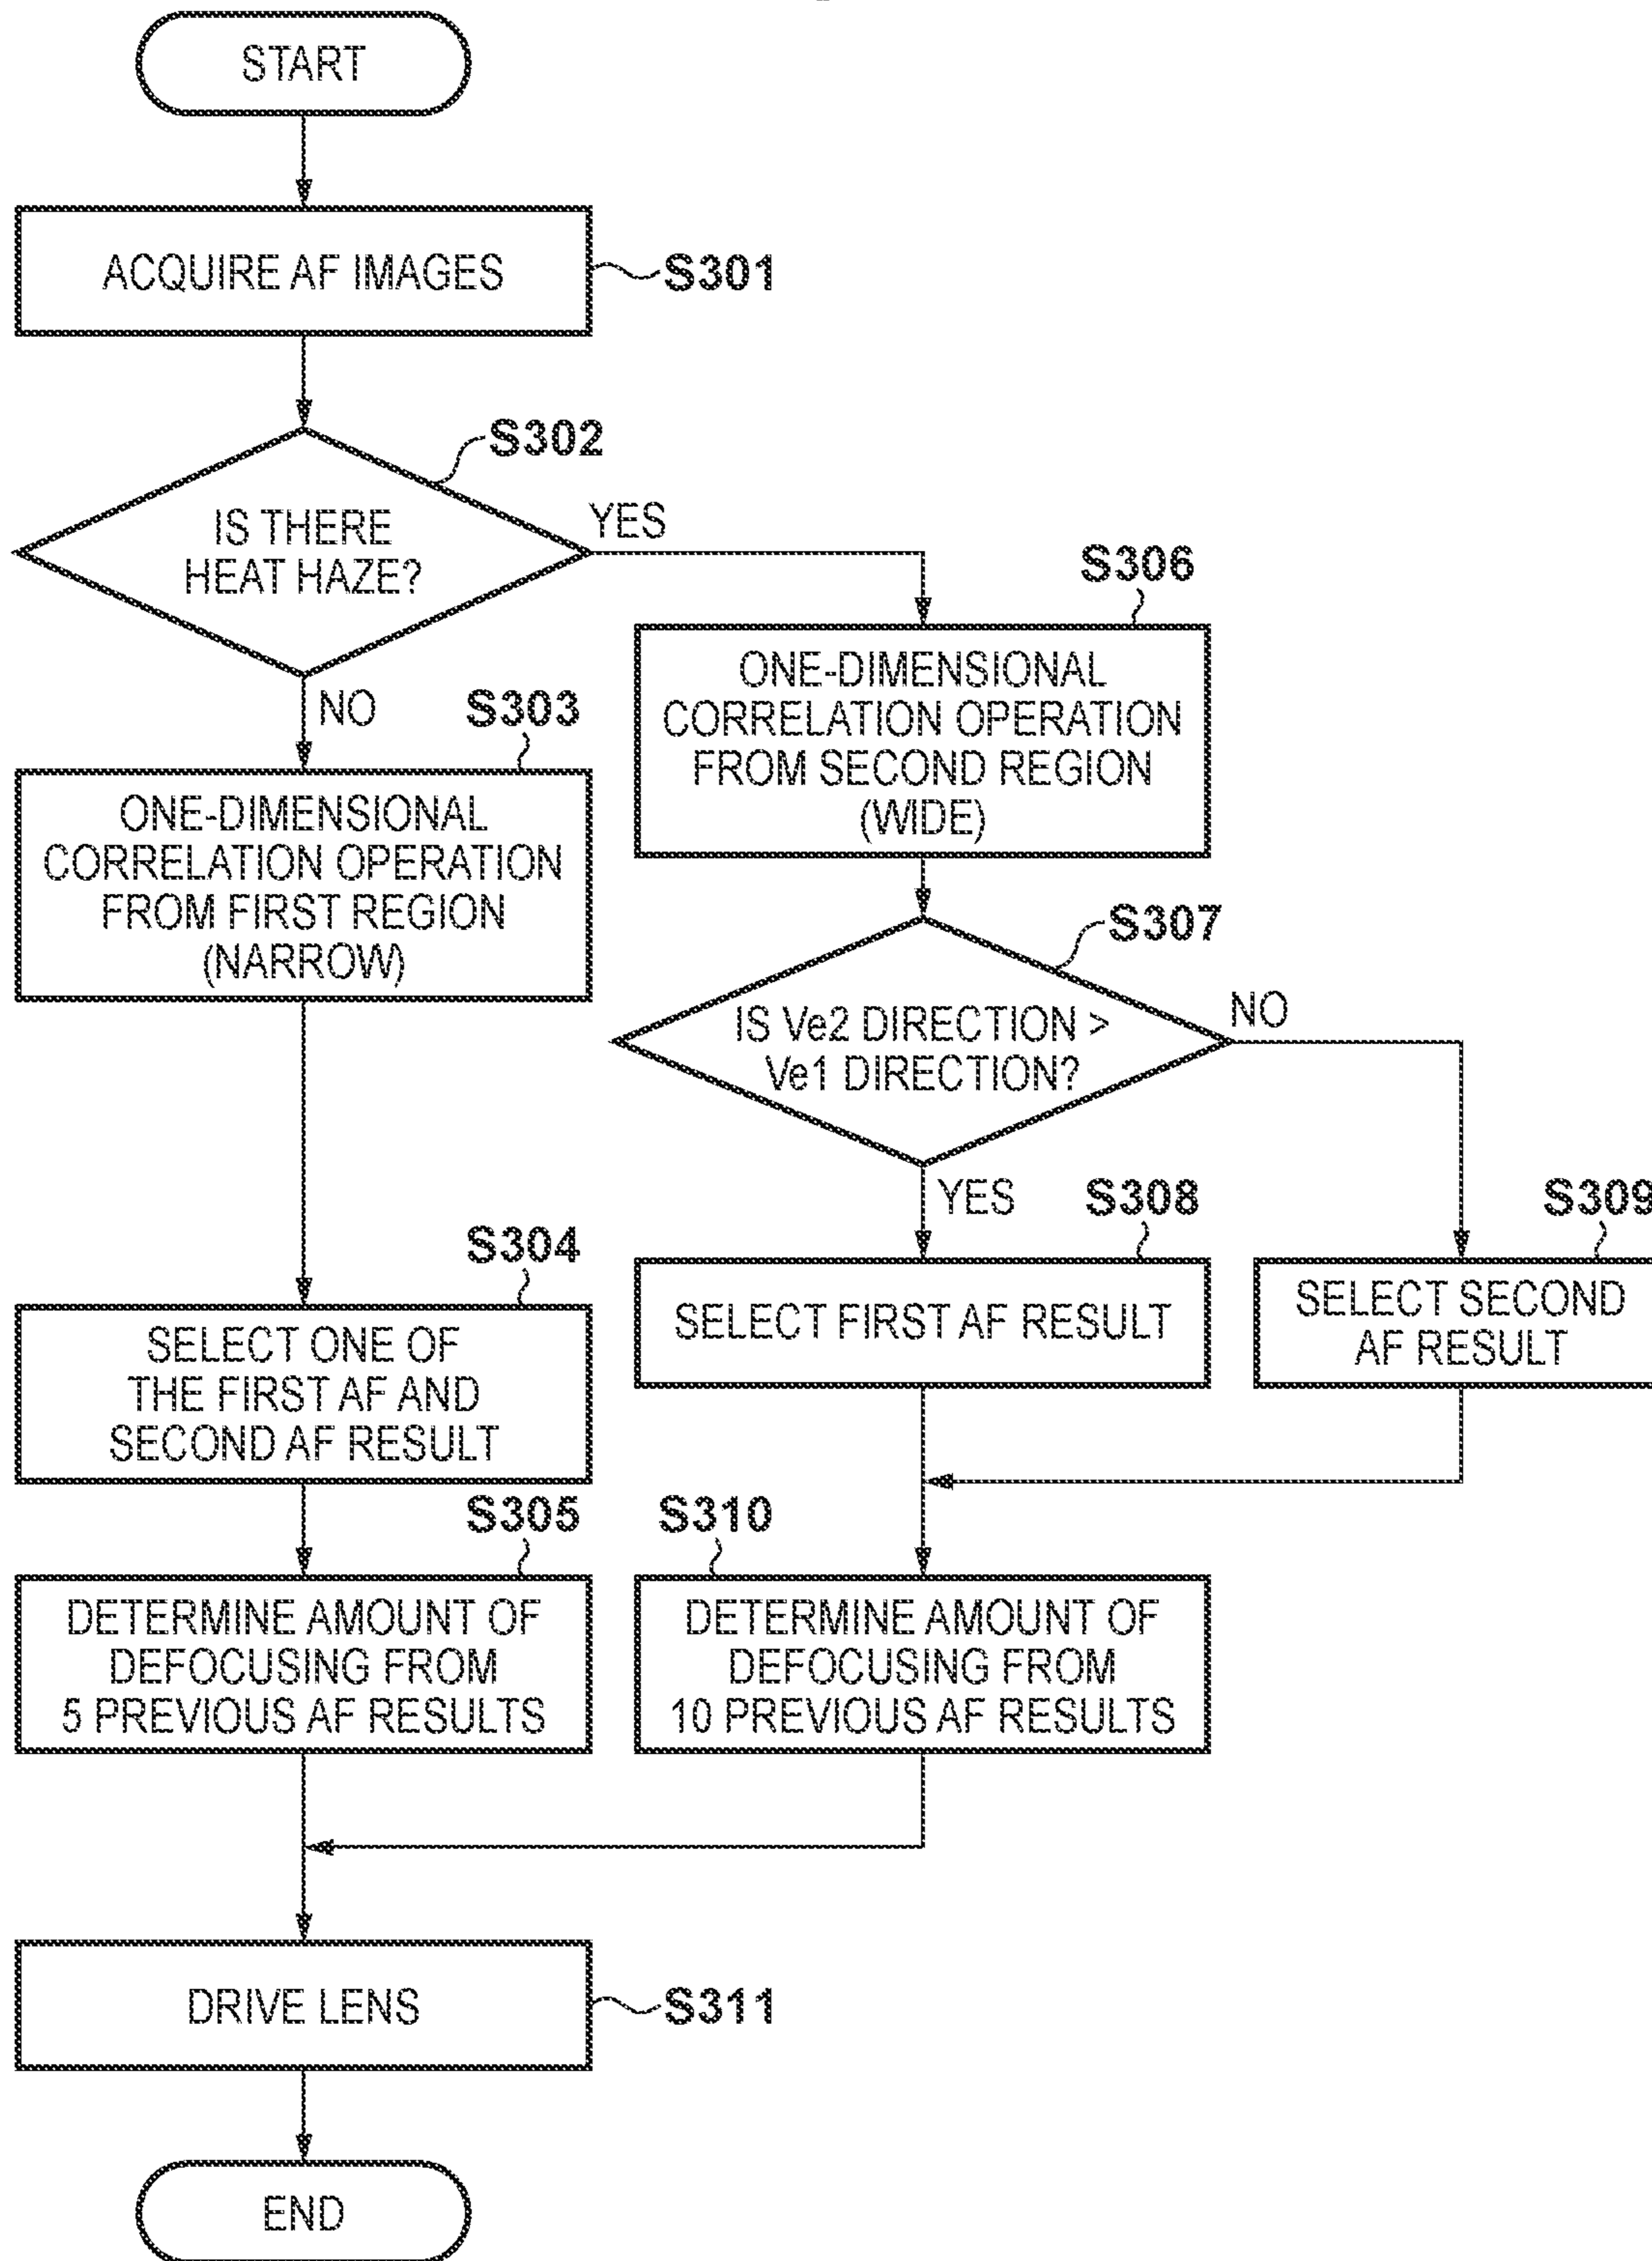 START
ACQUIRE AF IMAGES
S301
S302
IS THERE
HEAT HAZE?
YES
NO
S303
ONE-DIMENSIONAL
CORRELATION OPERATION
FROM FIRST REGION
(NARROW)
S306
ONE-DIMENSIONAL
CORRELATION OPERATION
FROM SECOND REGION
(WIDE)
S307
IS Ve2 DIRECTION >
Ve1 DIRECTION?
NO
YES
S308
SELECT FIRST AF RESULT
S309
SELECT SECOND
AF RESULT
S304
SELECT ONE OF
THE FIRST AF AND
SECOND AF RESULT
S305
DETERMINE AMOUNT OF
DEFOCUSING FROM
5 PREVIOUS AF RESULTS
S310
DETERMINE AMOUNT OF
DEFOCUSING FROM
10 PREVIOUS AF RESULTS
DRIVE LENS
S311
END